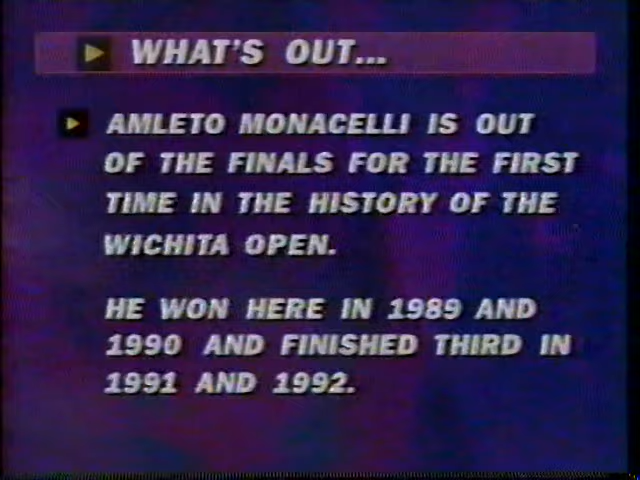 WHAT'S OUT...
AMLETO MONACELLI IS OUT
OF THE FINALS FOR THE FIRST
TIME IN THE HISTORY OF THE
WICHITA OPEN.
HE WON HERE IN 1989 AND
1990 AND FINISHED THIRD IN
1991 AND 1992.